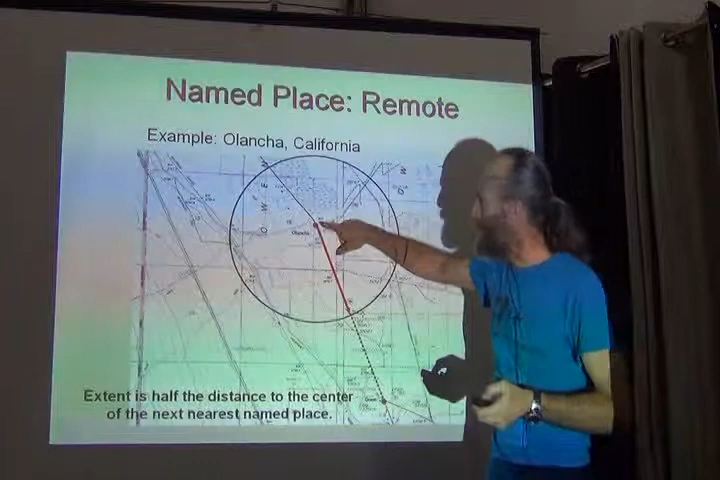 Named Place: Remote
Example: Olancha, California
Olancha
Extent is half the distance to the center
of the next nearest named place.